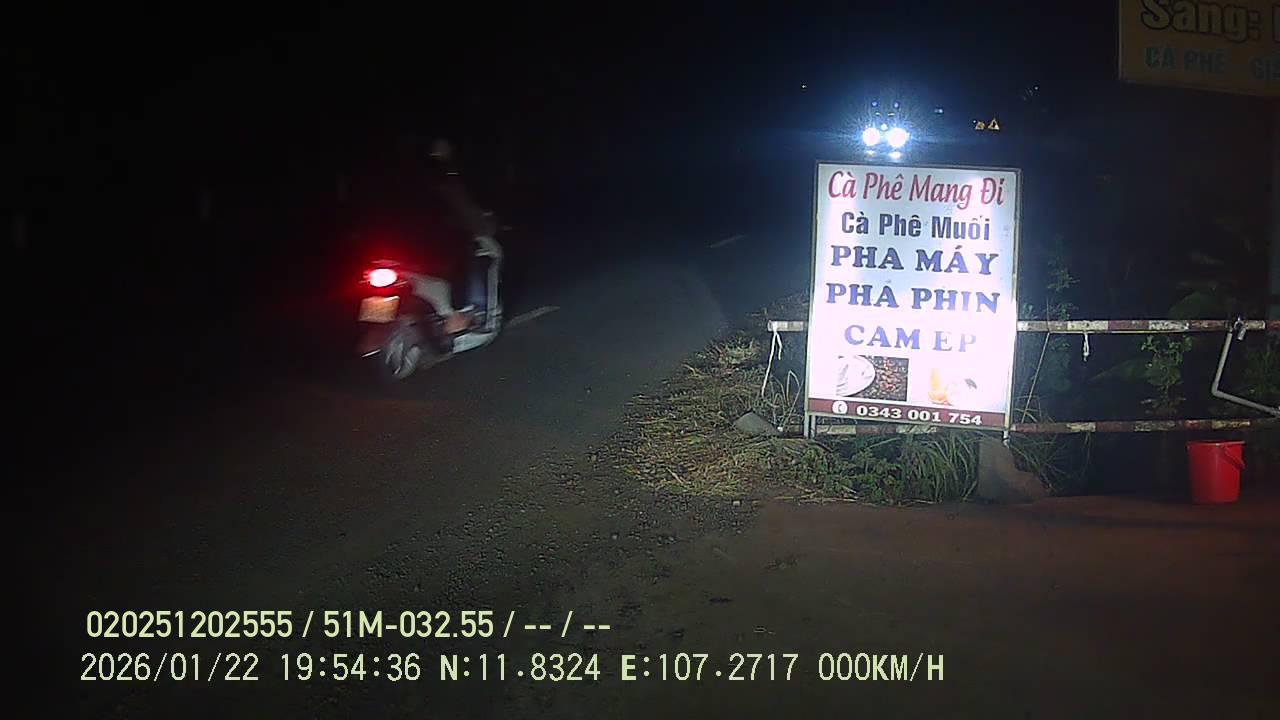 Sáng:
CÀ PHÊ
Cà Phê Mang Đi
Cà Phê Muối
PHA MÁY
PHA PHIN
CAM ÉP
0343 001 754
020251202555 / 51M-032.55 / -- / --
2026/01/22 19:54:36 N:11.8324 E:107.2717 000KM/H